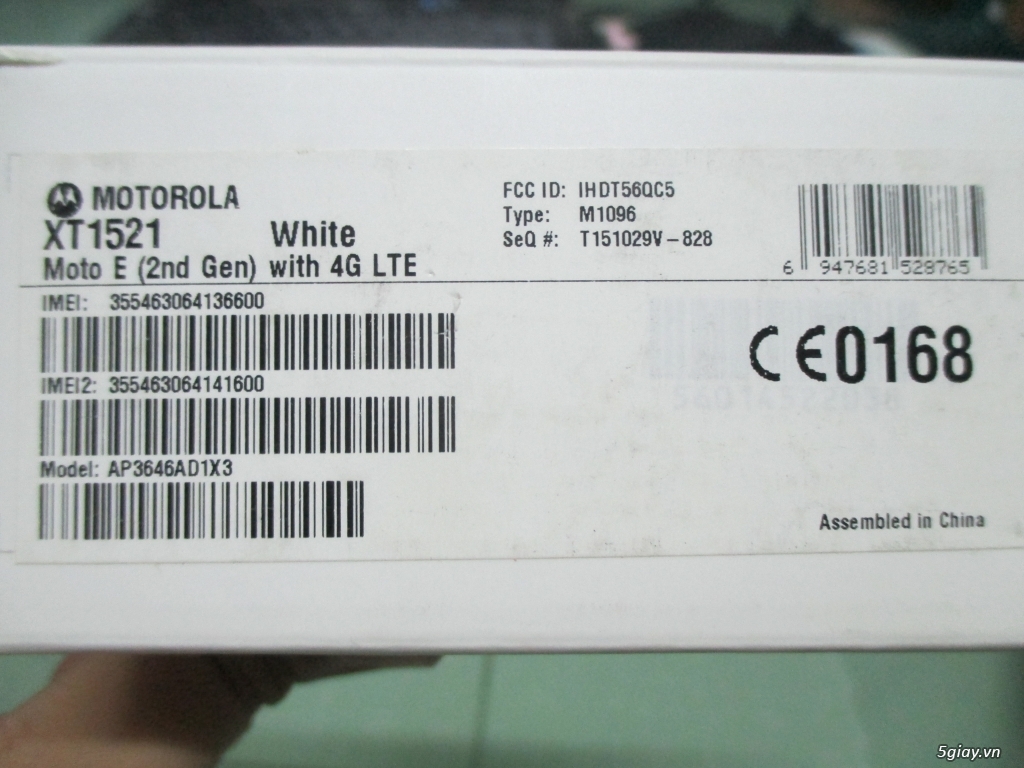 MOTOROLA
XT1521 White
Moto E (2nd Gen) with 4G LTE
FCC ID: IHDT56QC5
Type: M1096
SeQ #: T151029V-828
6 947681 528765
IMEI: 355463064136600
IMEI2: 355463064141600
Model: AP3646AD1X3
CE0168
Assembled in China
5giay.vn